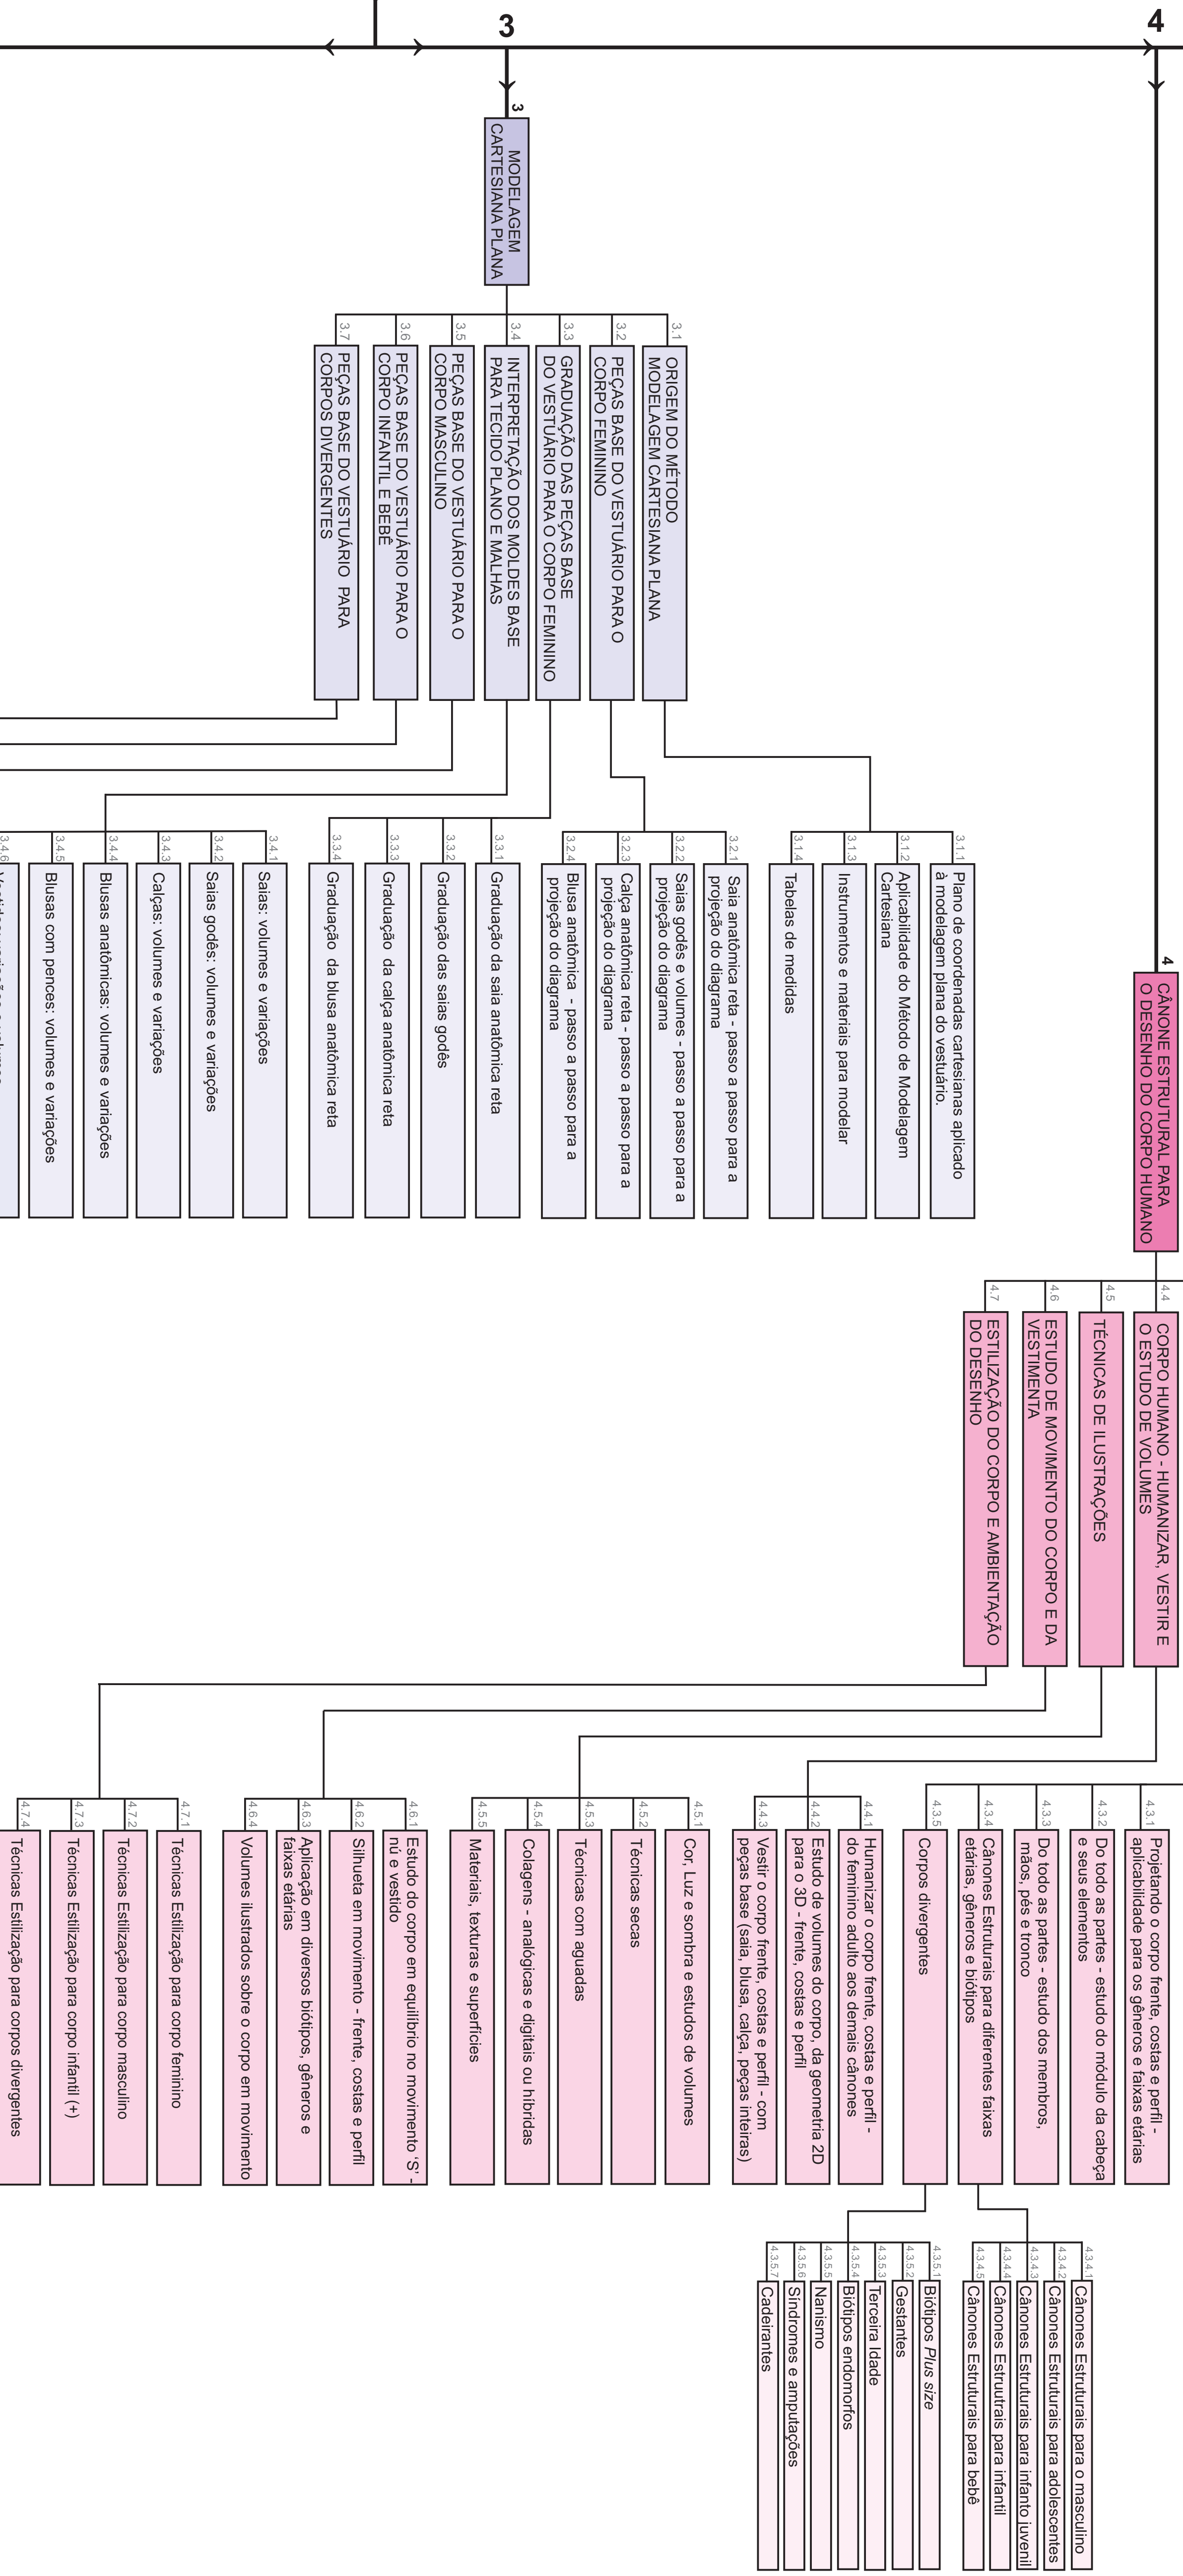 3
4
3
MODELAGEM
CARTESIANA PLANA
3.1
ORIGEM DO MÉTODO
MODELAGEM CARTESIANA PLANA
3.2
PEÇAS BASE DO VESTUÁRIO PARA O
CORPO FEMININO
3.3
GRADUAÇÃO DAS PEÇAS BASE
DO VESTUÁRIO PARA O CORPO FEMININO
3.4
INTERPRETAÇÃO DOS MOLDES BASE
PARA TECIDO PLANO E MALHAS
3.5
PEÇAS BASE DO VESTUÁRIO PARA O
CORPO MASCULINO
3.6
PEÇAS BASE DO VESTUÁRIO PARA O
CORPO INFANTIL E BEBÊ
3.7
PEÇAS BASE DO VESTUÁRIO PARA
CORPOS DIVERGENTES
3.1.1
Plano de coordenadas cartesianas aplicado
à modelagem plana do vestuário.
3.1.2
Aplicabilidade do Método de Modelagem
Cartesiana
3.1.3
Instrumentos e materiais para modelar
3.1.4
Tabelas de medidas
3.2.1
Saia anatômica reta - passo a passo para a
projeção do diagrama
3.2.2
Saias godês e volumes - passo a passo para a
projeção do diagrama
3.2.3
Calça anatômica reta - passo a passo para a
projeção do diagrama
3.2.4
Blusa anatômica - passo a passo para a
projeção do diagrama
3.3.1
Graduação da saia anatômica reta
3.3.2
Graduação das saias godês
3.3.3
Graduação da calça anatômica reta
3.3.4
Graduação da blusa anatômica reta
3.4.1
Saias: volumes e variações
3.4.2
Saias godês: volumes e variações
3.4.3
Calças: volumes e variações
3.4.4
Blusas anatômicas: volumes e variações
3.4.5
Blusas com pences: volumes e variações
3.4.6
4
CÂNONE ESTRUTURAL PARA
O DESENHO DO CORPO HUMANO
4.4
CORPO HUMANO - HUMANIZAR, VESTIR E
O ESTUDO DE VOLUMES
4.5
TÉCNICAS DE ILUSTRAÇÕES
4.6
ESTUDO DE MOVIMENTO DO CORPO E DA
VESTIMENTA
4.7
ESTILIZAÇÃO DO CORPO E AMBIENTAÇÃO
DO DESENHO
4.3.1
Projetando o corpo frente, costas e perfil -
aplicabilidade para os gêneros e faixas etárias
4.3.2
Do todo as partes - estudo do módulo da cabeça
e seus elementos
4.3.3
Do todo as partes - estudo dos membros,
mãos, pés e tronco
4.3.4
Cânones Estruturais para diferentes faixas
etárias, gêneros e biótipos
4.3.5
Corpos divergentes
4.4.1
Humanizar o corpo frente, costas e perfil -
do feminino adulto aos demais cânones
4.4.2
Estudo de volumes do corpo, da geometria 2D
para o 3D - frente, costas e perfil
4.4.3
Vestir o corpo frente, costas e perfil - com
peças base (saia, blusa, calça, peças inteiras)
4.5.1
Cor, Luz e sombra e estudos de volumes
4.5.2
Técnicas secas
4.5.3
Técnicas com aguadas
4.5.4
Colagens - analógicas e digitais ou híbridas
4.5.5
Materiais, texturas e superfícies
4.6.1
Estudo do corpo em equilíbrio no movimento ‘S’ -
nú e vestido
4.6.2
Silhueta em movimento - frente, costas e perfil
4.6.3
Aplicação em diversos biótipos, gêneros e
faixas etárias
4.6.4
Volumes ilustrados sobre o corpo em movimento
4.7.1
Técnicas Estilização para corpo feminino
4.7.2
Técnicas Estilização para corpo masculino
4.7.3
Técnicas Estilização para corpo infantil (+)
4.7.4
Técnicas Estilização para corpos divergentes
4.3.4.1
Cânones Estruturais para o masculino
4.3.4.2
Cânones Estruturais para adolescentes
4.3.4.3
Cânones Estruturais para infanto juvenil
4.3.4.4
Cânones Estruutrais para infantil
4.3.4.5
Cânones Estruturais para bebê
4.3.5.1
Biótipos Plus size
4.3.5.2
Gestantes
4.3.5.3
Terceira Idade
4.3.5.4
Biótipos endomorfos
4.3.5.5
Nanismo
4.3.5.6
Síndromes e amputações
4.3.5.7
Cadeirantes